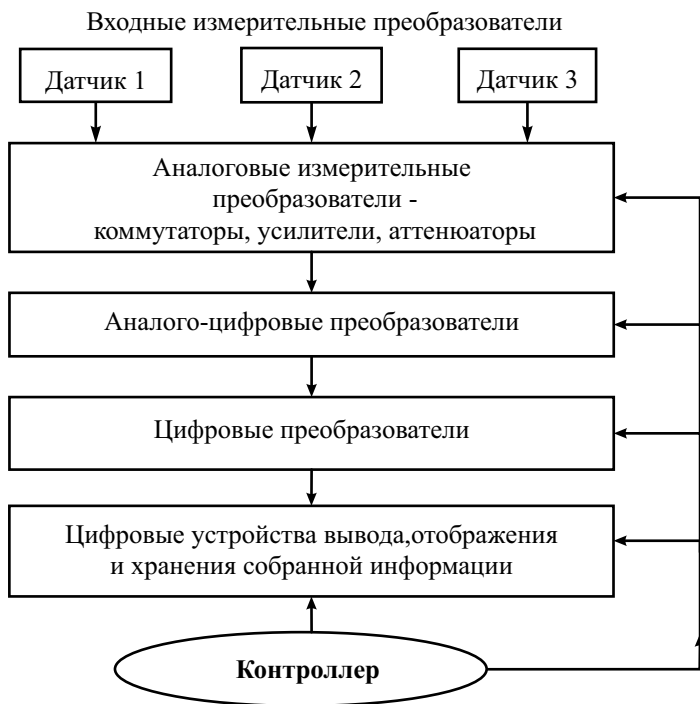 Входные измерительные преобразователи
Датчик 1
Датчик 2
Датчик 3
Аналоговые измерительные
преобразователи -
коммутаторы, усилители, аттенюаторы
Аналого-цифровые преобразователи
Цифровые преобразователи
Цифровые устройства вывода,отображения
и хранения собранной информации
Контроллер